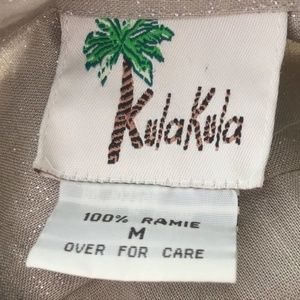 KulaKula
100% RAMIE
M
OVER FOR CARE